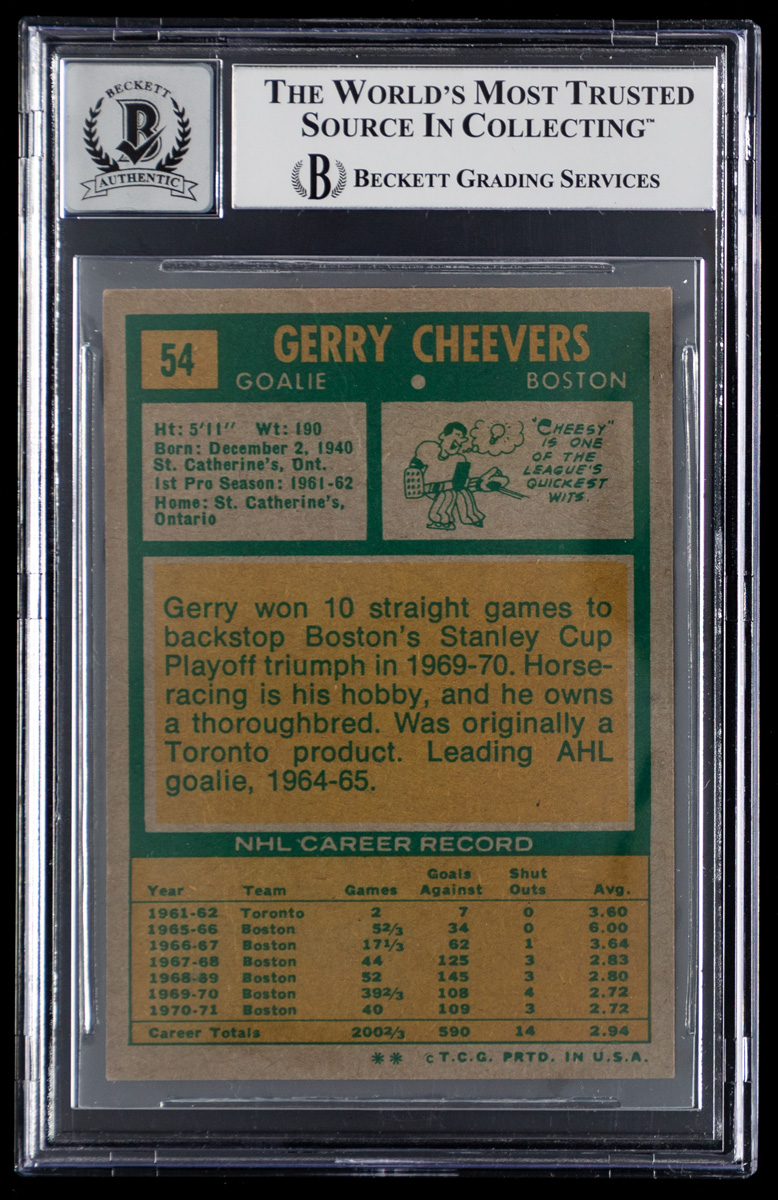 BECKETT
B
AUTHENTIC
THE WORLD'S MOST TRUSTED
SOURCE IN COLLECTING™
B BECKETT GRADING SERVICES
54
GERRY CHEEVERS
GOALIE • BOSTON
Ht: 5'11" Wt: 190
Born: December 2, 1940
St. Catherine's, Ont.
1st Pro Season: 1961-62
Home: St. Catherine's,
Ontario
"CHEESY"
IS ONE
OF THE
LEAGUE'S
QUICKEST
WITS.
Gerry won 10 straight games to
backstop Boston's Stanley Cup
Playoff triumph in 1969-70. Horse-
racing is his hobby, and he owns
a thoroughbred. Was originally a
Toronto product. Leading AHL
goalie, 1964-65.
NHL CAREER RECORD
Year Team Games Goals Against Shut Outs Avg.
1961-62 Toronto 2 7 0 3.60
1965-66 Boston 52/3 34 0 6.00
1966-67 Boston 171/3 62 1 3.64
1967-68 Boston 44 125 3 2.83
1968-69 Boston 52 145 3 2.80
1969-70 Boston 392/3 108 4 2.72
1970-71 Boston 40 109 3 2.72
Career Totals 2002/3 590 14 2.94
** c T.C.G. PRTD. IN U.S.A.